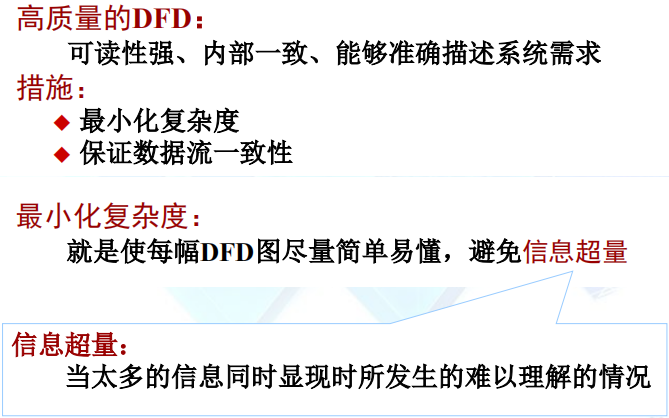 高质量的DFD：
可读性强、内部一致、能够准确描述系统需求
措施：
◆ 最小化复杂度
◆ 保证数据流一致性
最小化复杂度：
就是使每幅DFD图尽量简单易懂，避免信息超量
信息超量：
当太多的信息同时显现时所发生的难以理解的情况